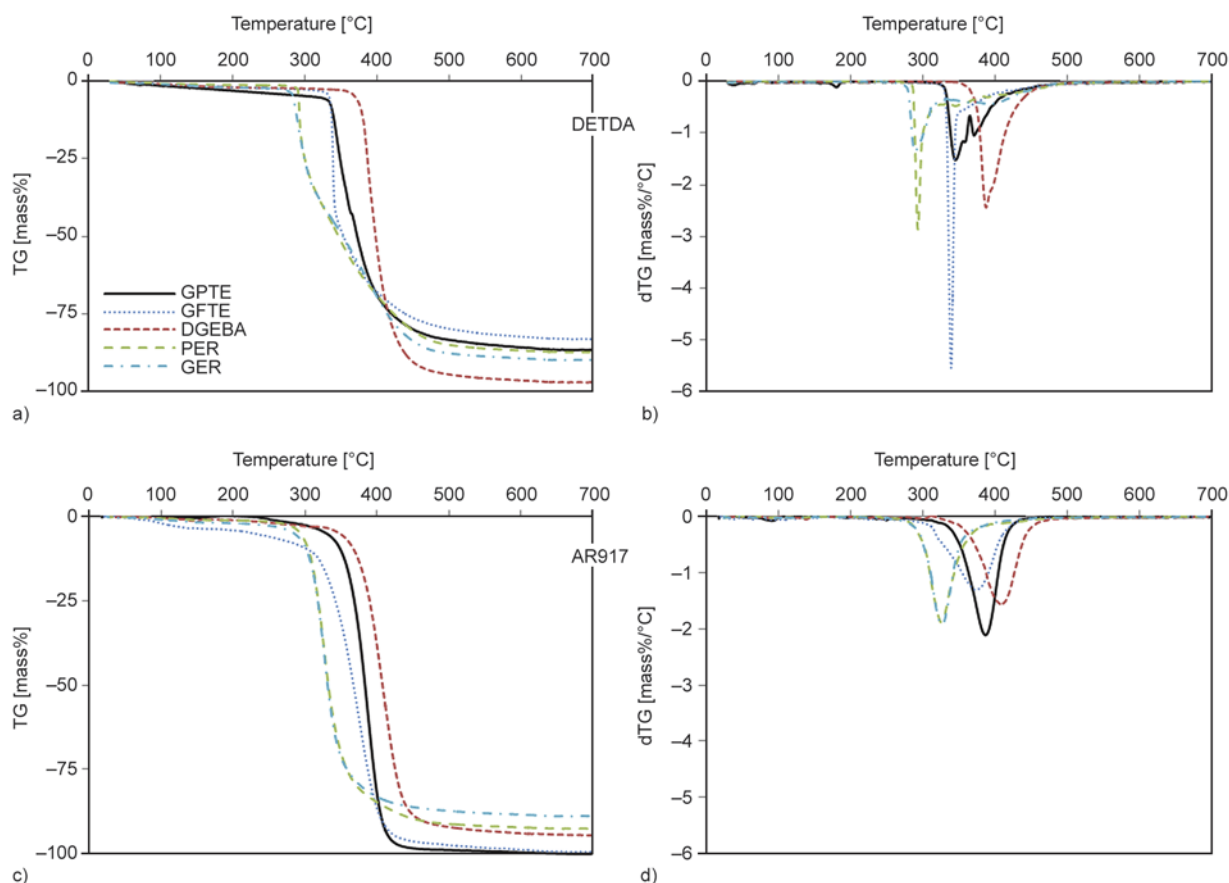 Temperature [°C]
0 100 200 300 400 500 600 700
0
–25
–50
–75
–100
TG [mass%]
DETDA
GPTE
GFTE
DGEBA
PER
GER
a)
Temperature [°C]
0 100 200 300 400 500 600 700
0
–1
–2
–3
–4
–5
–6
dTG [mass%/°C]
b)
Temperature [°C]
0 100 200 300 400 500 600 700
0
–25
–50
–75
–100
TG [mass%]
AR917
c)
Temperature [°C]
0 100 200 300 400 500 600 700
0
–1
–2
–3
–4
–5
–6
dTG [mass%/°C]
d)